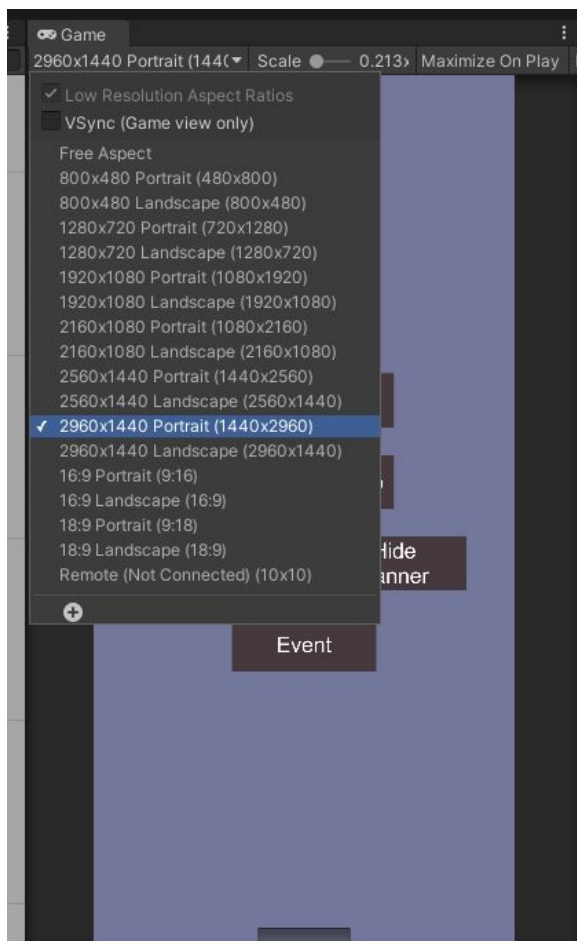 Game
2960x1440 Portrait (144( Scale 0.213x Maximize On Play
Low Resolution Aspect Ratios
VSync (Game view only)
Free Aspect
800x480 Portrait (480x800)
800x480 Landscape (800x480)
1280x720 Portrait (720x1280)
1280x720 Landscape (1280x720)
1920x1080 Portrait (1080x1920)
1920x1080 Landscape (1920x1080)
2160x1080 Portrait (1080x2160)
2160x1080 Landscape (2160x1080)
2560x1440 Portrait (1440x2560)
2560x1440 Landscape (2560x1440)
2960x1440 Portrait (1440x2960)
2960x1440 Landscape (2960x1440)
16:9 Portrait (9:16)
16:9 Landscape (16:9)
18:9 Portrait (9:18)
18:9 Landscape (18:9)
Remote (Not Connected) (10x10)
Hide
anner
Event